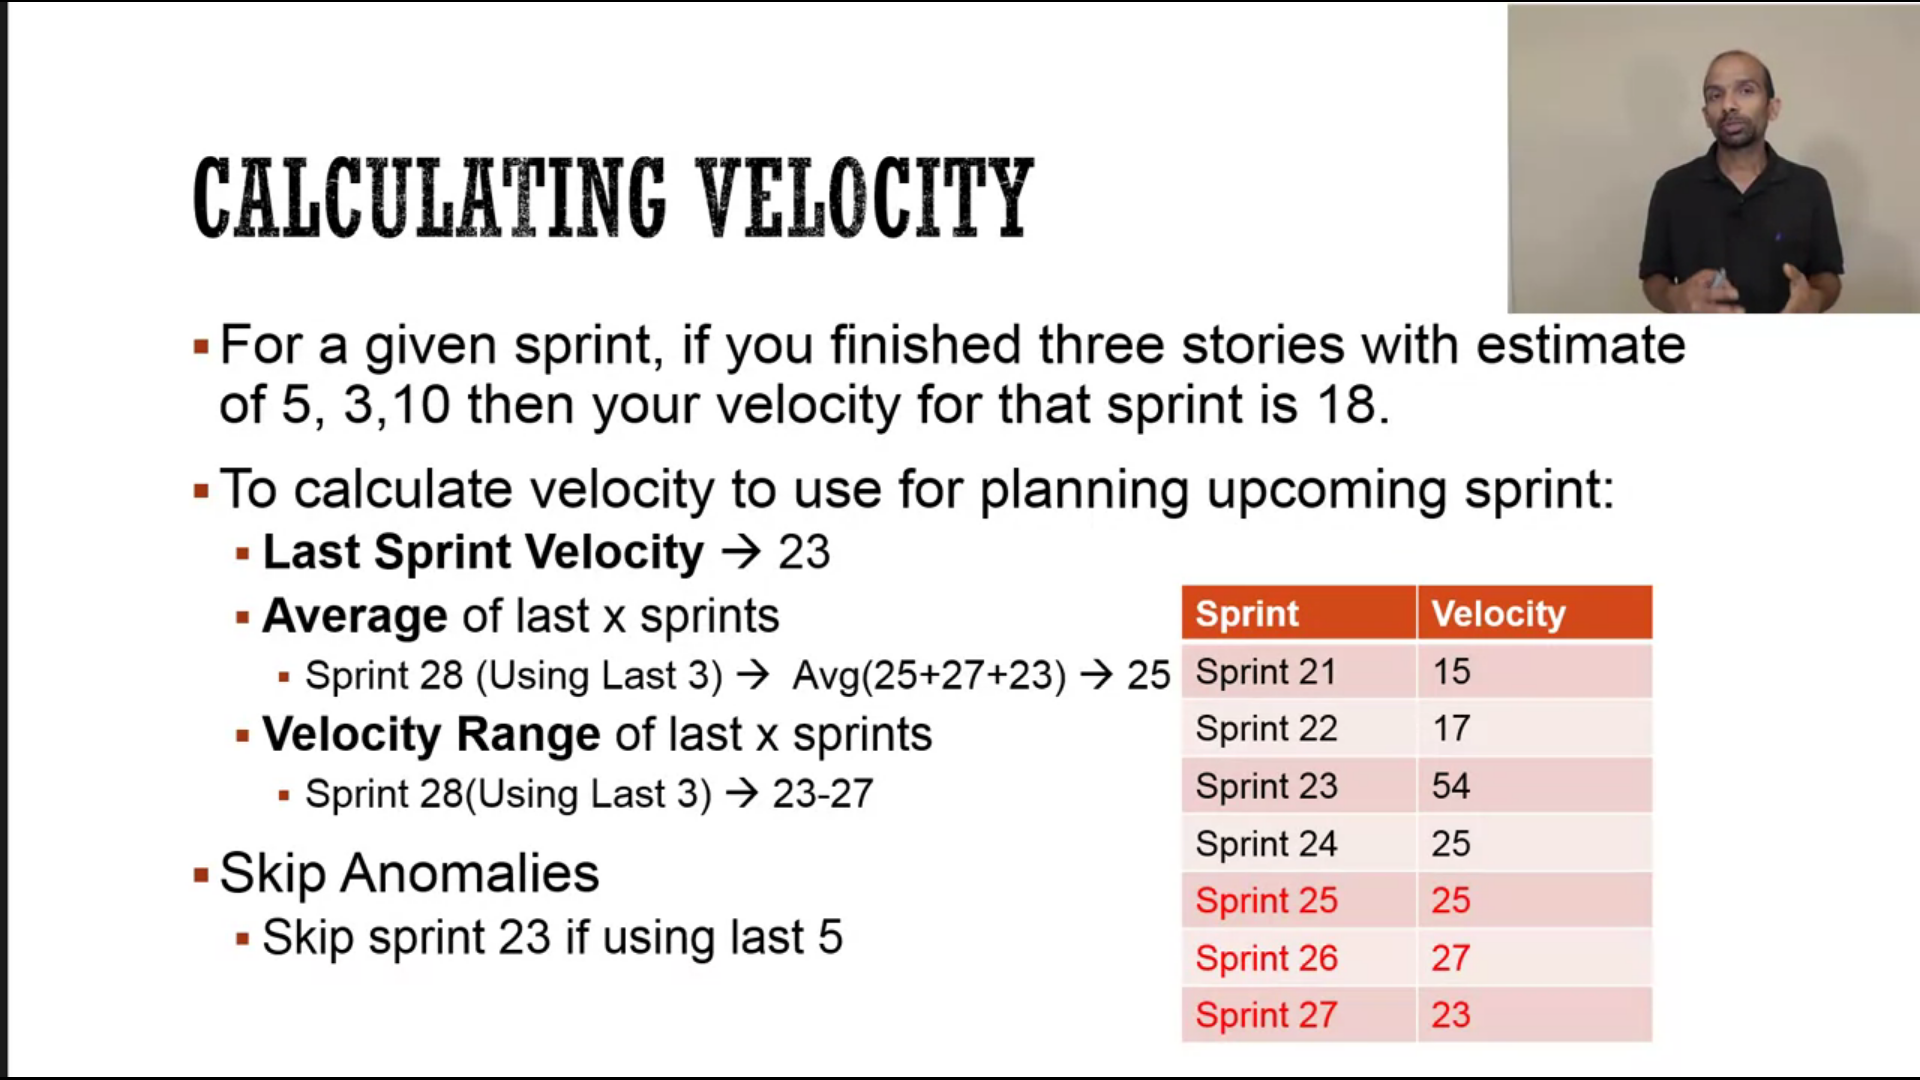 CALCULATING VELOCITY
▪ For a given sprint, if you finished three stories with estimate
of 5, 3,10 then your velocity for that sprint is 18.
▪ To calculate velocity to use for planning upcoming sprint:
▪ Last Sprint Velocity → 23
▪ Average of last x sprints
▪ Sprint 28 (Using Last 3) → Avg(25+27+23) → 25
▪ Velocity Range of last x sprints
▪ Sprint 28(Using Last 3) → 23-27
▪ Skip Anomalies
▪ Skip sprint 23 if using last 5
Sprint Velocity
Sprint 21 15
Sprint 22 17
Sprint 23 54
Sprint 24 25
Sprint 25 25
Sprint 26 27
Sprint 27 23